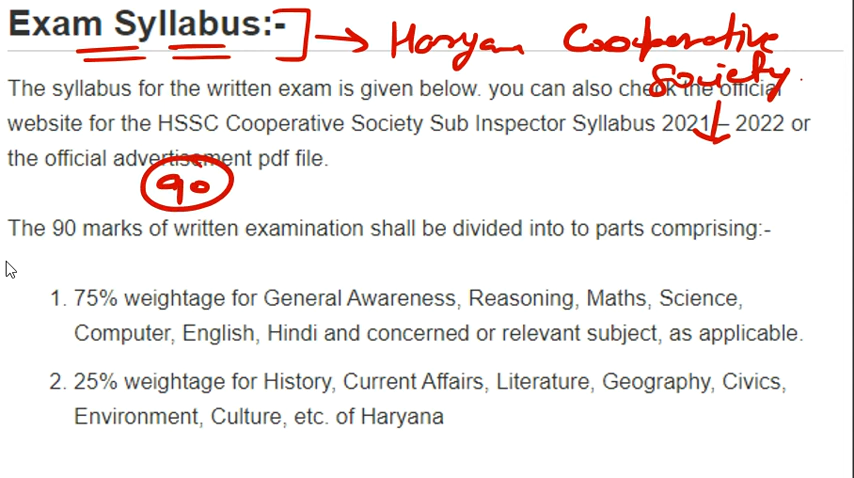 Exam Syllabus:-
Haryana Cooperative
Society
The syllabus for the written exam is given below. you can also check the official
website for the HSSC Cooperative Society Sub Inspector Syllabus 2021 – 2022 or
the official advertisement pdf file.
90
The 90 marks of written examination shall be divided into to parts comprising:-
1. 75% weightage for General Awareness, Reasoning, Maths, Science,
Computer, English, Hindi and concerned or relevant subject, as applicable.
2. 25% weightage for History, Current Affairs, Literature, Geography, Civics,
Environment, Culture, etc. of Haryana